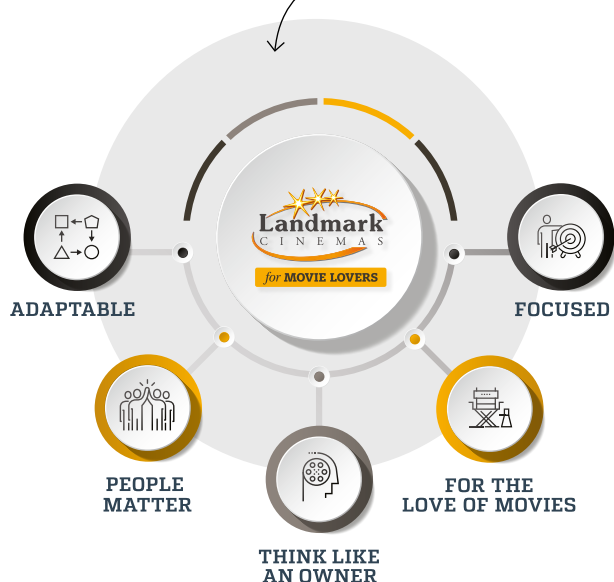 Landmark
CINEMAS
for MOVIE LOVERS
ADAPTABLE
FOCUSED
PEOPLE
MATTER
FOR THE
LOVE OF MOVIES
THINK LIKE
AN OWNER